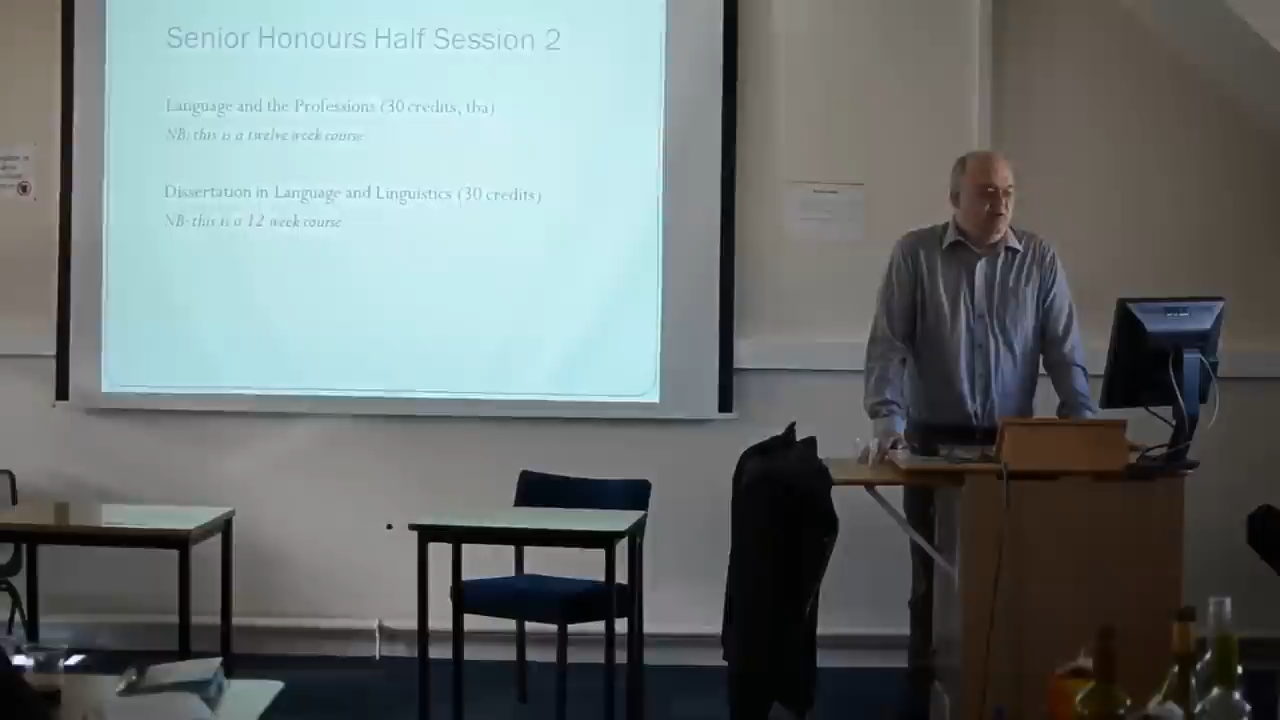 Senior Honours Half Session 2
Language and the Professions (30 credits, tba)
NB: this is a twelve week course
Dissertation in Language and Linguistics (30 credits)
NB: this is a 12 week course